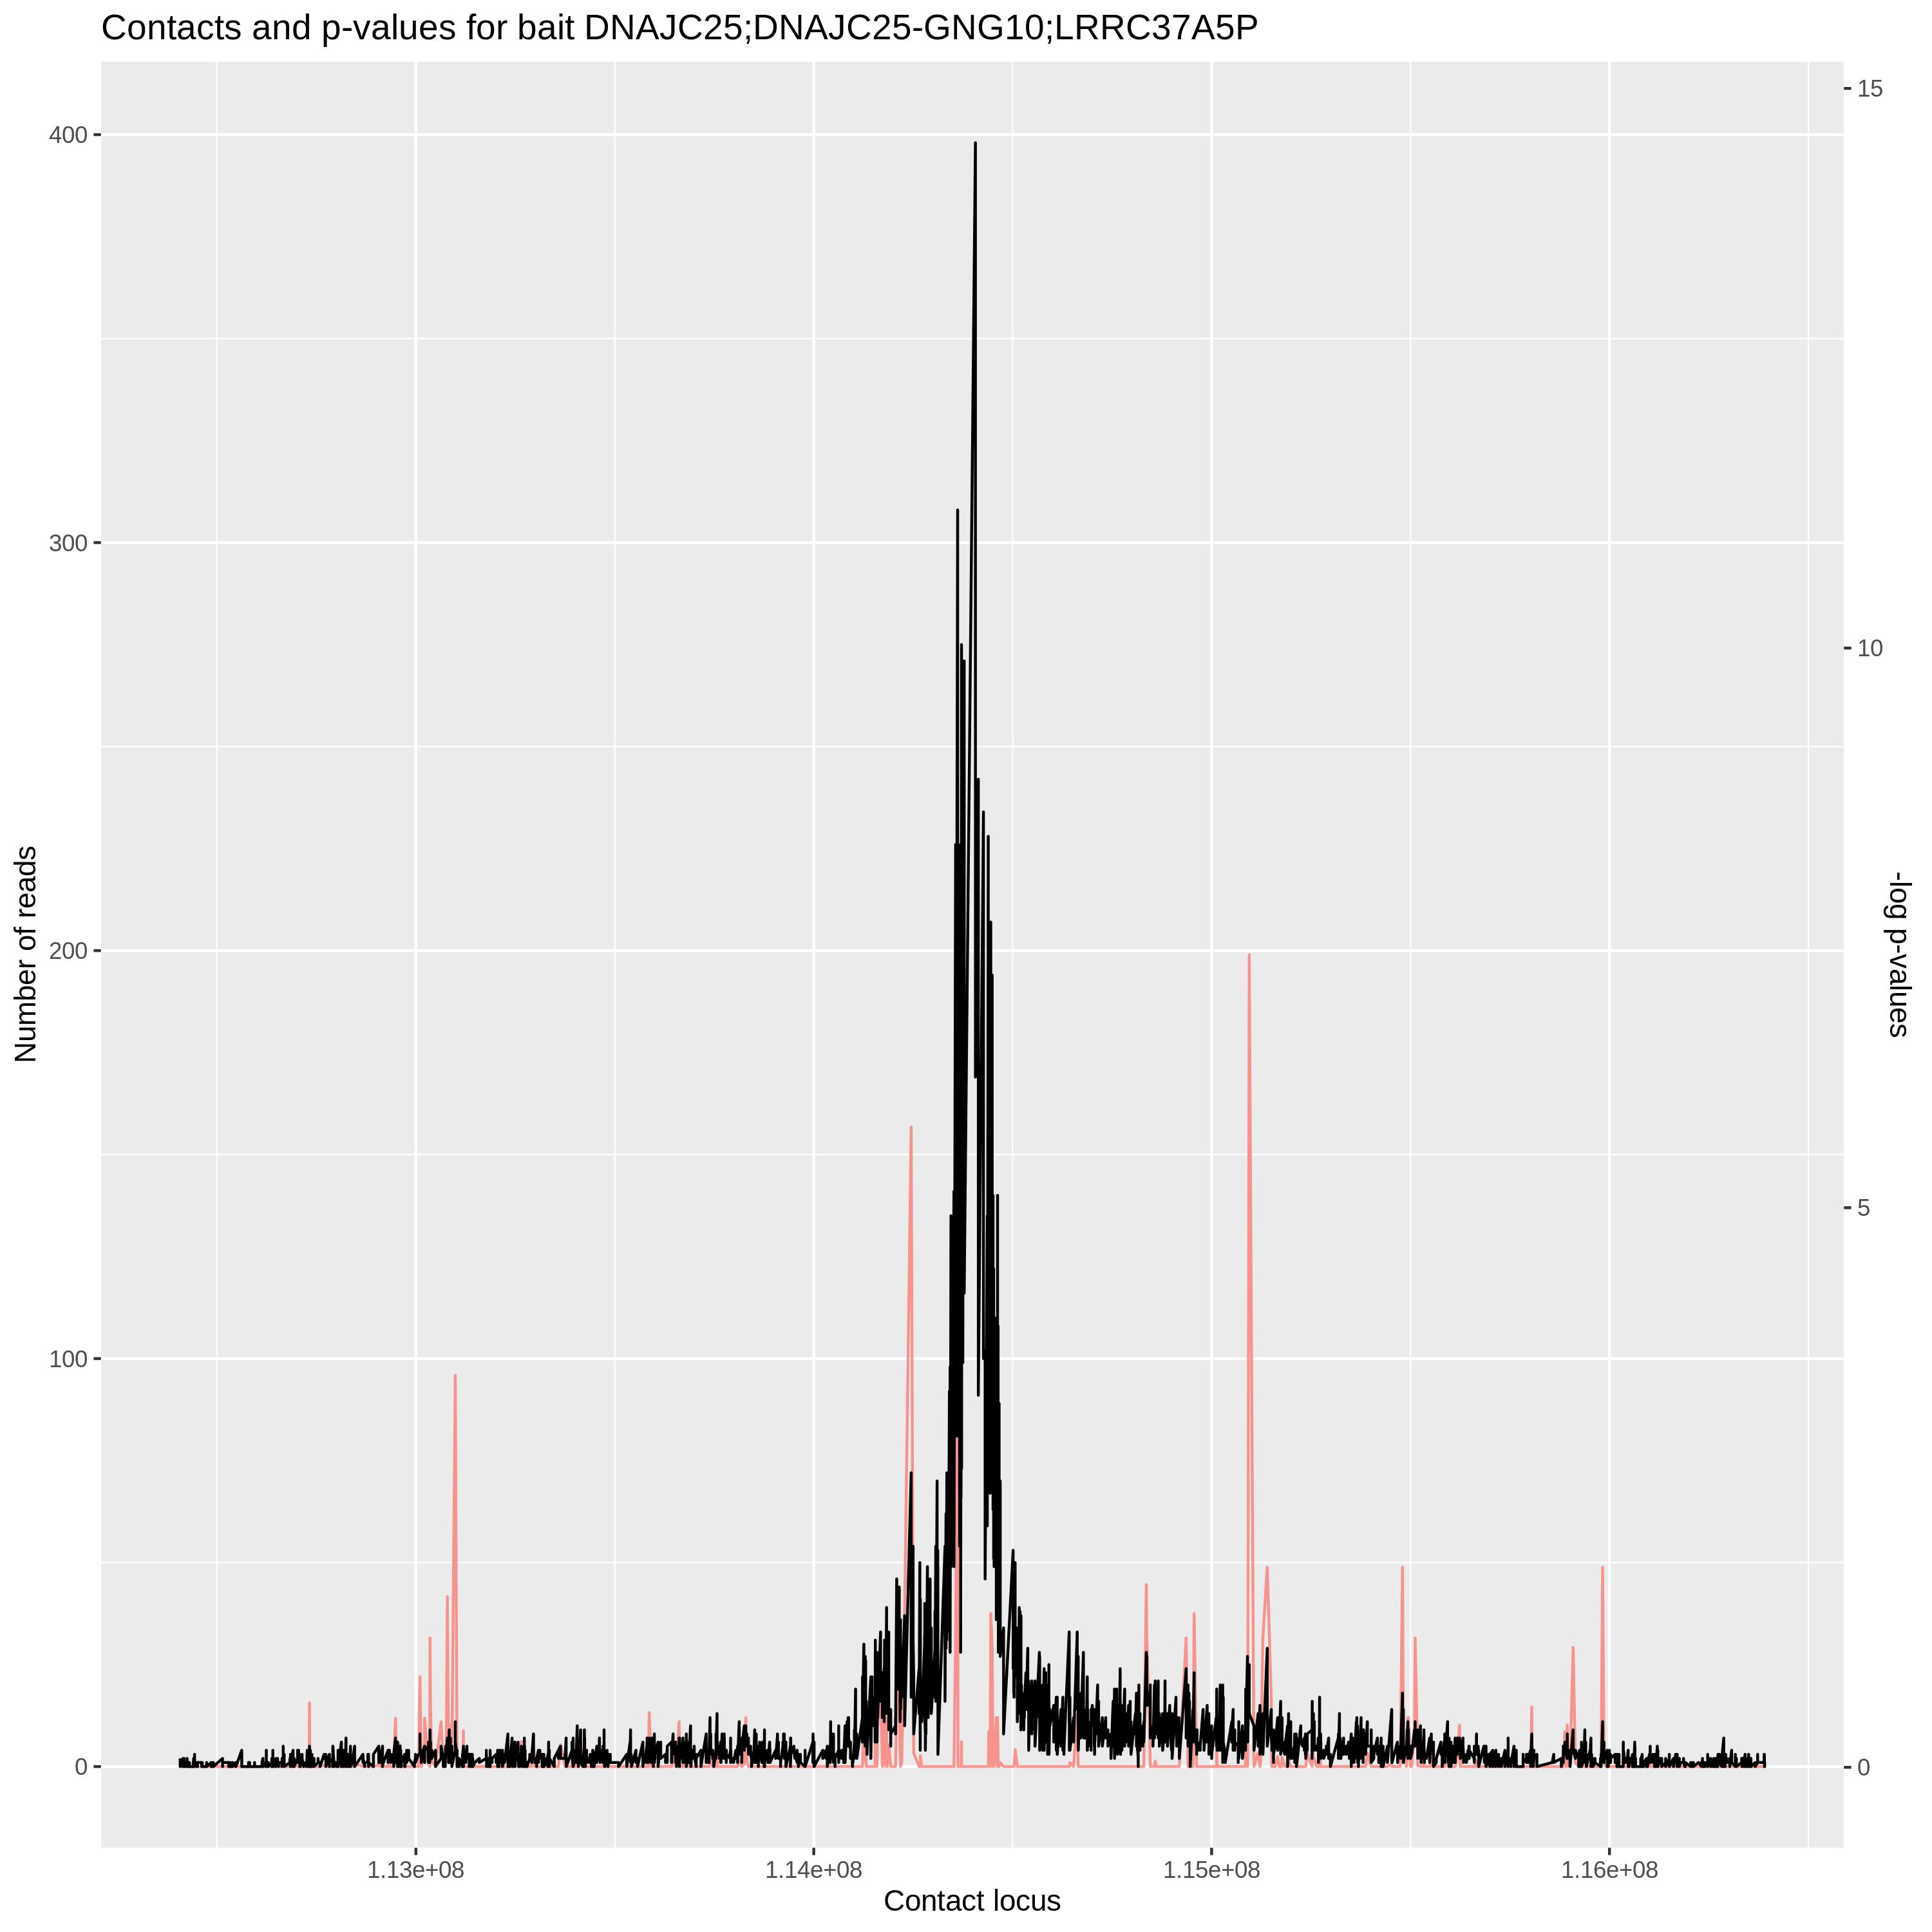 Contacts and p-values for bait DNAJC25;DNAJC25-GNG10;LRRC37A5P
Number of reads
400
300
200
100
0
15
10
5
0
-log p-values
1.13e+08
1.14e+08
1.15e+08
1.16e+08
Contact locus